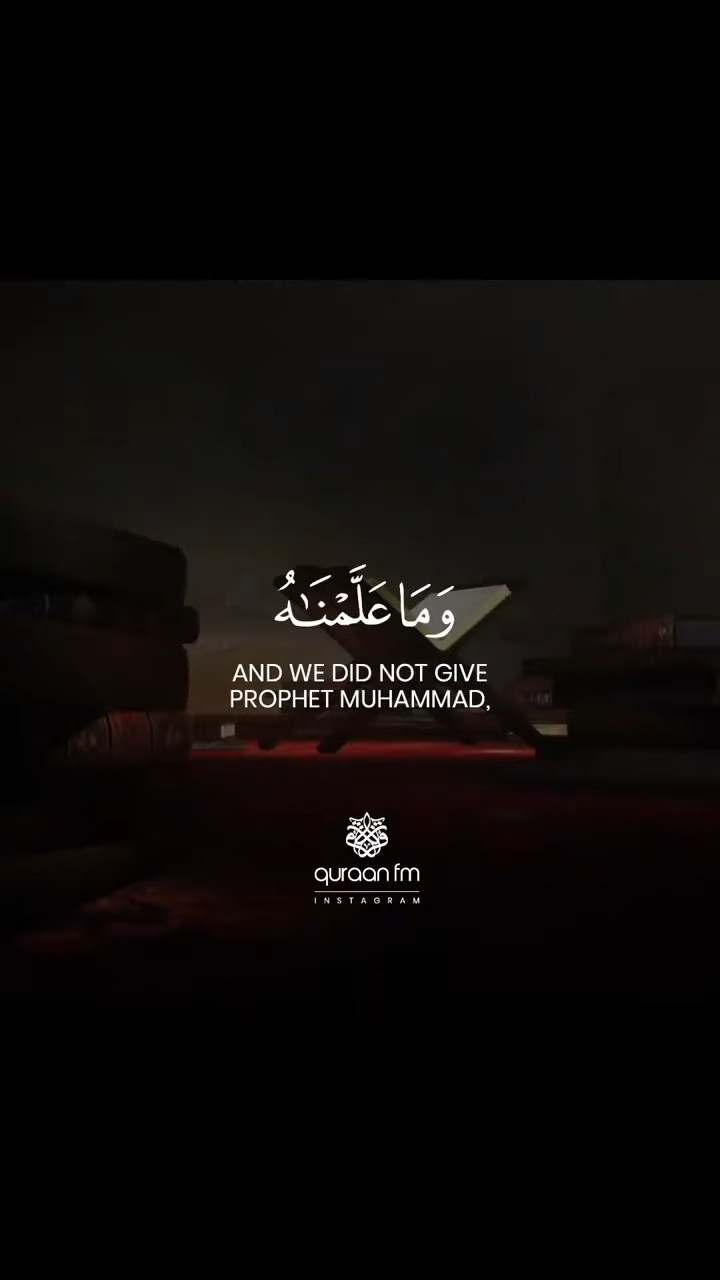 وَمَا عَلَّمْنَٰهُ
AND WE DID NOT GIVE
PROPHET MUHAMMAD,
quraan fm
INSTAGRAM